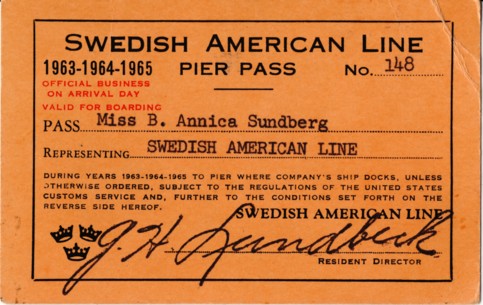 SWEDISH AMERICAN LINE
1963-1964-1965 PIER PASS No. 148
OFFICIAL BUSINESS
ON ARRIVAL DAY
VALID FOR BOARDING
PASS Miss B. Annica Sundberg
REPRESENTING SWEDISH AMERICAN LINE
DURING YEARS 1963-1964-1965 TO PIER WHERE COMPANY'S SHIP DOCKS, UNLESS
OTHERWISE ORDERED, SUBJECT TO THE REGULATIONS OF THE UNITED STATES
CUSTOMS SERVICE AND, FURTHER TO THE CONDITIONS SET FORTH ON THE
REVERSE SIDE HEREOF.
SWEDISH AMERICAN LINE
J. H. Lundbeck
RESIDENT DIRECTOR